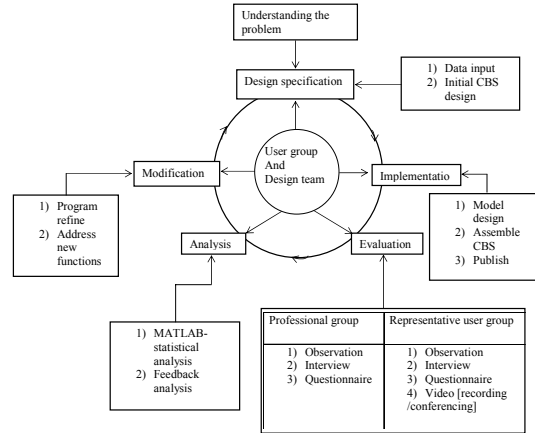 Understanding the
problem
Design specification
1) Data input
2) Initial CBS
design
User group
And
Design team
Modification
Implementatio
1) Program
refine
2) Address
new
functions
1) Model
design
2) Assemble
CBS
3) Publish
Analysis
Evaluation
1) MATLAB-
statistical
analysis
2) Feedback
analysis
Professional group
1) Observation
2) Interview
3) Questionnaire
Representative user group
1) Observation
2) Interview
3) Questionnaire
4) Video [recording
/conferencing]